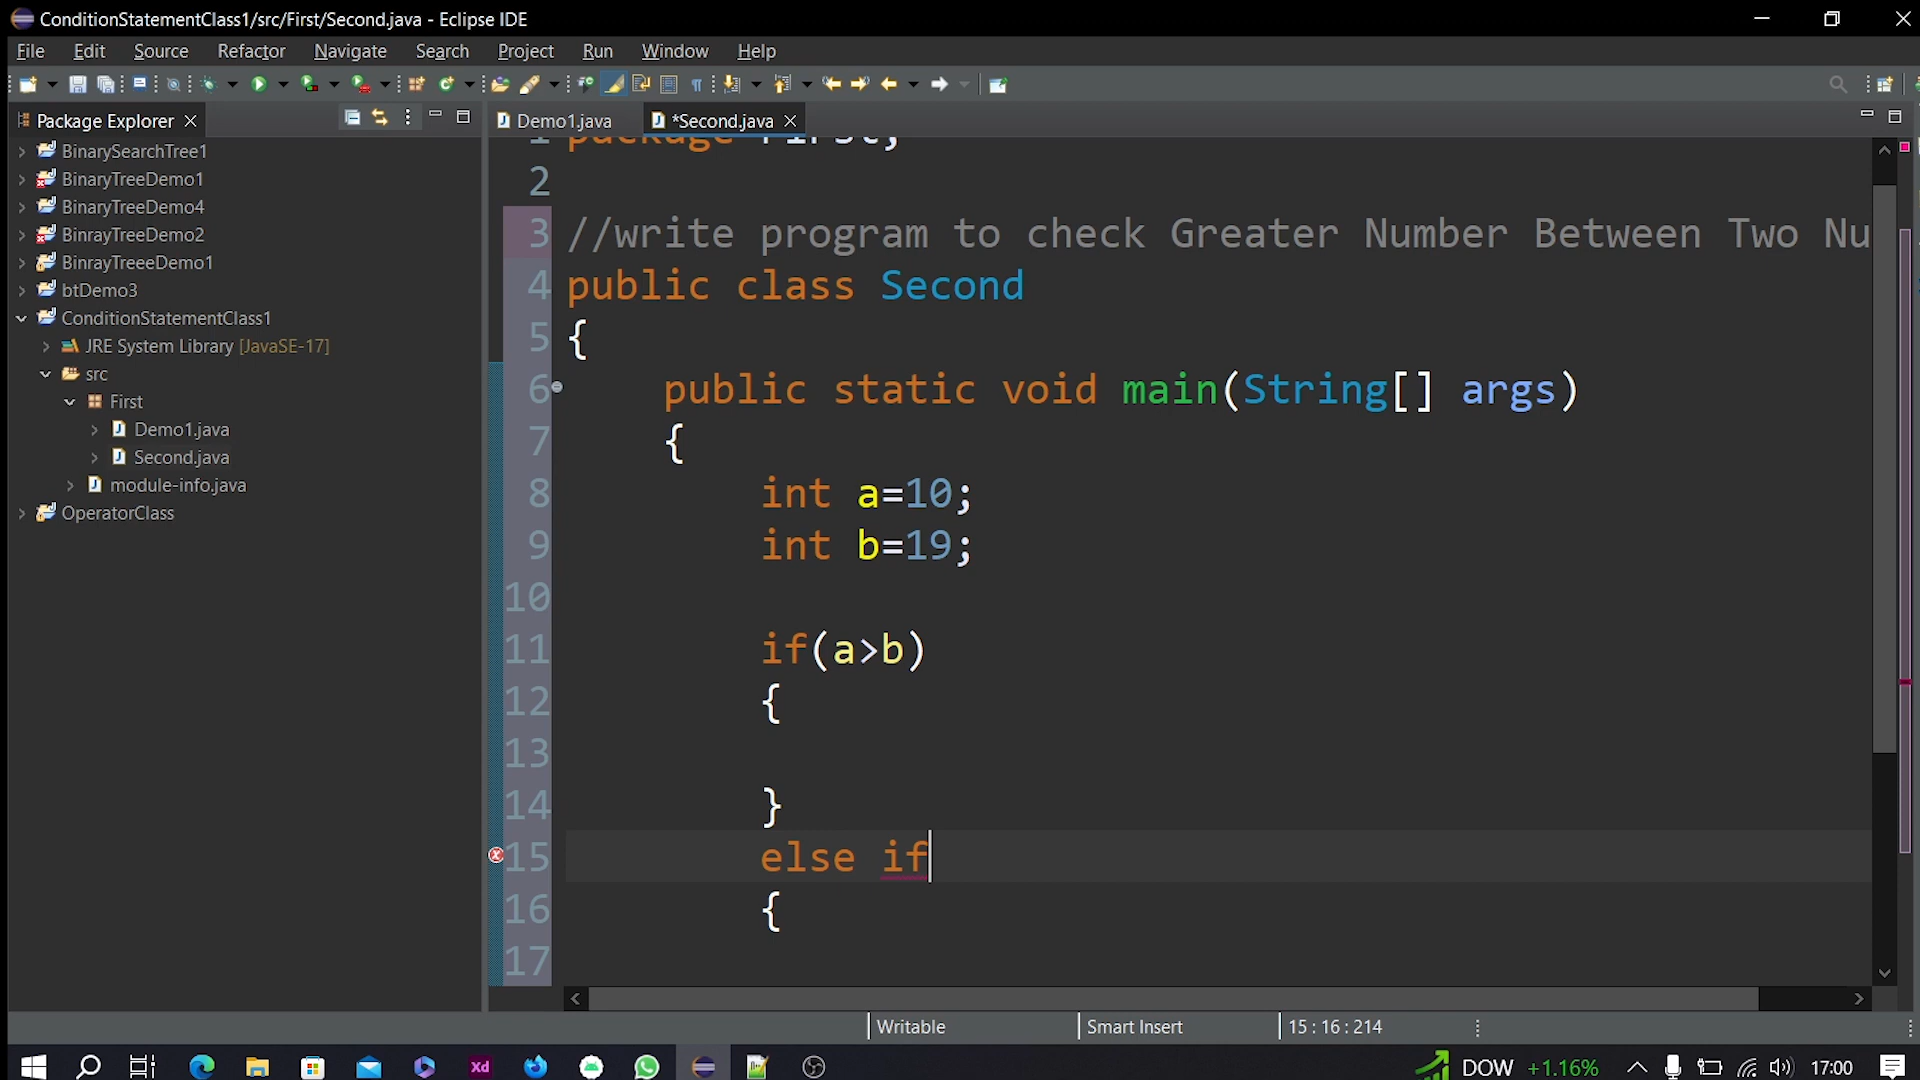 ConditionStatementClass1/src/First/Second.java - Eclipse IDE
File Edit Source Refactor Navigate Search Project Run Window Help
Package Explorer
Demo1.java *Second.java
BinarySearchTree1
BinaryTreeDemo1
BinaryTreeDemo4
BinrayTreeDemo2
BinrayTreeeDemo1
btDemo3
ConditionStatementClass1
JRE System Library [JavaSE-17]
src
First
Demo1.java
Second.java
module-info.java
OperatorClass
1 package First;
2
3 //write program to check Greater Number Between Two Nu
4 public class Second
5 {
6 public static void main(String[] args)
7 {
8 int a=10;
9 int b=19;
10
11 if(a>b)
12 {
13
14 }
15 else if
16 {
17
Writable Smart Insert 15 : 16 : 214
xd DOW +1.16% 17:00